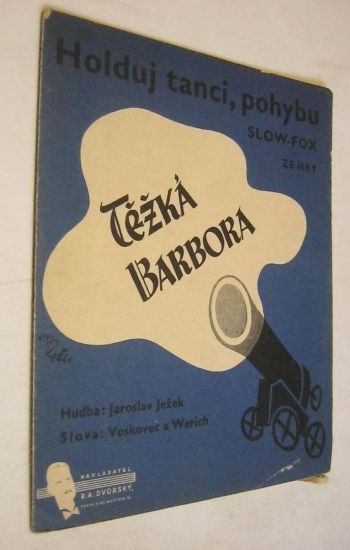 Holduj tanci, pohybu
SLOW-FOX
ZE HRY
TĚŽKÁ
BARBORA
Hudba: Jaroslav Ježek
Slova: Voskovec a Werich
NAKLADATEL
R.A. DVORSKÝ,